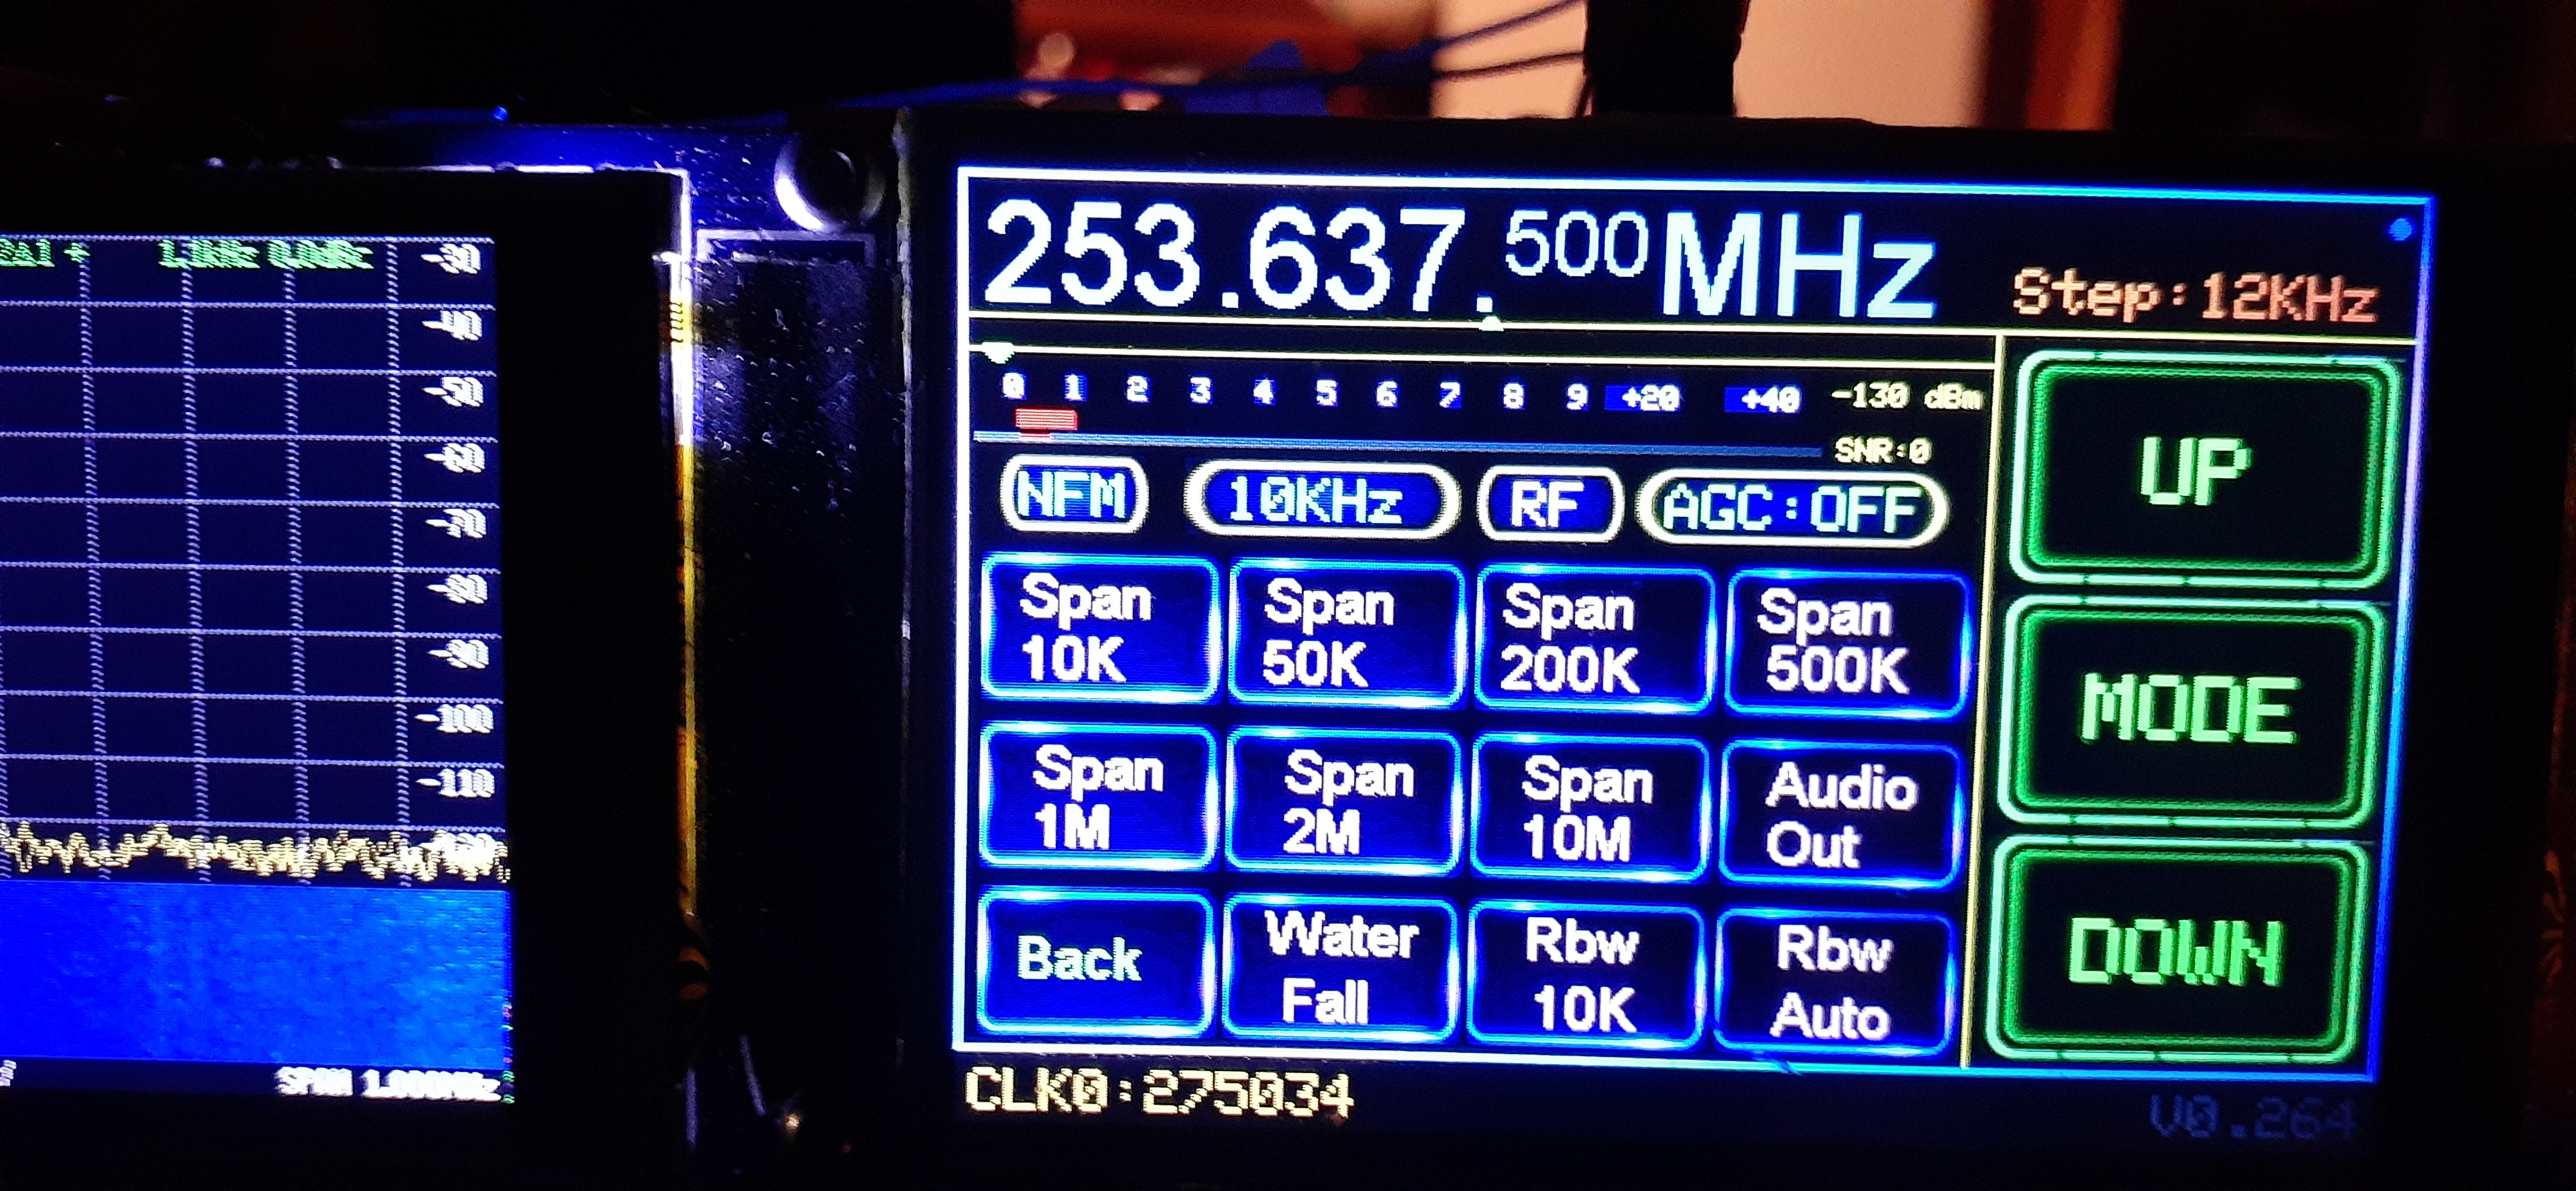 -30
-40
-50
-60
-70
-80
-90
-100
-110
SPAN 1.000MHz
253.637.500MHz
Step:12KHz
0 1 2 3 4 5 6 7 8 9 +20 +40 -130 dBm
SNR:0
NFM 10KHz RF AGC:OFF
Span Span Span Span
10K 50K 200K 500K
Span Span Span Audio
1M 2M 10M Out
Back Water Rbw Rbw
Fall 10K Auto
UP
MODE
DOWN
CLK0:275034
V0.264